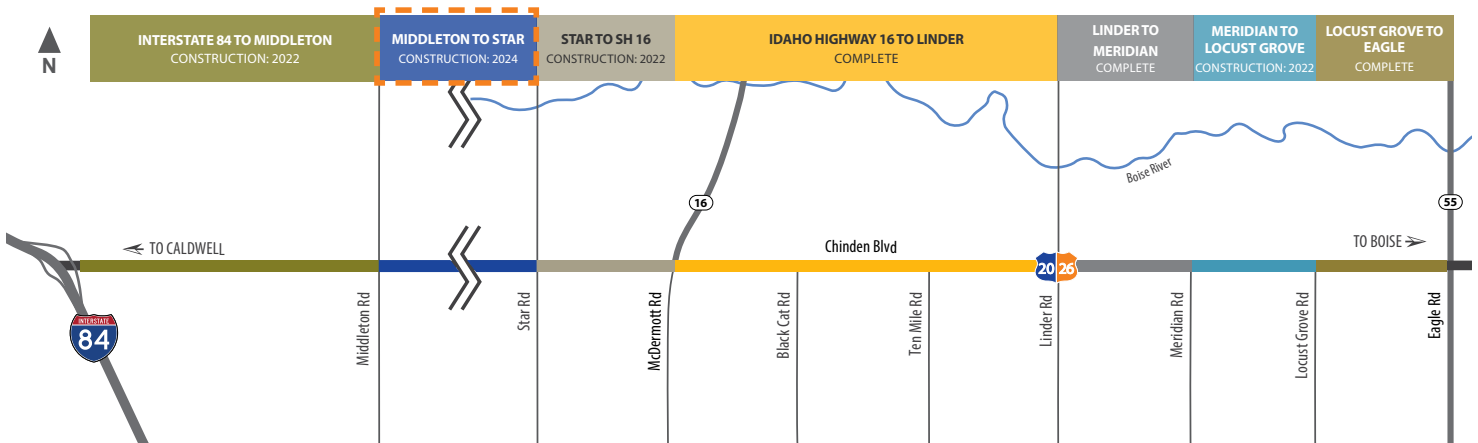 INTERSTATE 84 TO MIDDLETON
CONSTRUCTION: 2022
MIDDLETON TO STAR
CONSTRUCTION: 2024
STAR TO SH 16
CONSTRUCTION: 2022
IDAHO HIGHWAY 16 TO LINDER
COMPLETE
LINDER TO
MERIDIAN
COMPLETE
MERIDIAN TO
LOCUST GROVE
CONSTRUCTION: 2022
LOCUST GROVE TO
EAGLE
COMPLETE
N
Boise River
16
55
TO CALDWELL
Chinden Blvd
TO BOISE
20
26
INTERSTATE
84
Middleton Rd
Star Rd
McDermott Rd
Black Cat Rd
Ten Mile Rd
Linder Rd
Meridian Rd
Locust Grove Rd
Eagle Rd